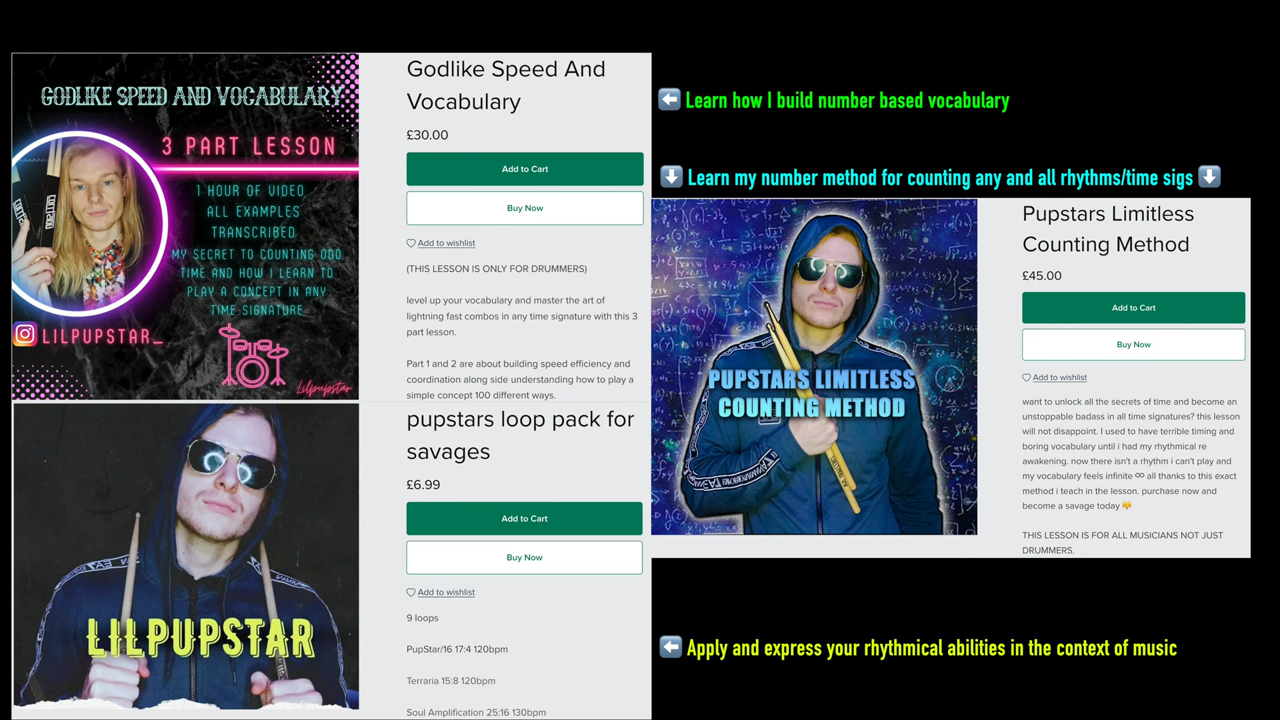 GODLIKE SPEED AND VOCABULARY
3 PART LESSON
1 HOUR OF VIDEO
ALL EXAMPLES
TRANSCRIBED
MY SECRET TO COUNTING ODD
TIME AND HOW I LEARN TO
PLAY A CONCEPT IN ANY
TIME SIGNATURE
LILPUPSTAR_
Lilpupstar
Godlike Speed And
Vocabulary
£30.00
Add to Cart
Buy Now
Add to wishlist
(THIS LESSON IS ONLY FOR DRUMMERS)
level up your vocabulary and master the art of
lightning fast combos in any time signature with this 3
part lesson.
Part 1 and 2 are about building speed efficiency and
coordination along side understanding how to play a
simple concept 100 different ways.
⬅️ Learn how I build number based vocabulary
⬇️ Learn my number method for counting any and all rhythms/time sigs ⬇️
PUPSTARS LIMITLESS
COUNTING METHOD
Pupstars Limitless
Counting Method
£45.00
Add to Cart
Buy Now
Add to wishlist
want to unlock all the secrets of time and become an
unstoppable badass in all time signatures? this lesson
will not disappoint. I used to have terrible timing and
boring vocabulary until i had my rhythmical re
awakening. now there isn't a rhythm i can't play and
my vocabulary feels infinite ♾ all thanks to this exact
method i teach in the lesson. purchase now and
become a savage today 😤
THIS LESSON IS FOR ALL MUSICIANS NOT JUST
DRUMMERS.
LILPUPSTAR
pupstars loop pack for
savages
£6.99
Add to Cart
Buy Now
Add to wishlist
9 loops
PupStar/16 17:4 120bpm
Terraria 15:8 120bpm
Soul Amplification 25:16 130bpm
⬅️ Apply and express your rhythmical abilities in the context of music